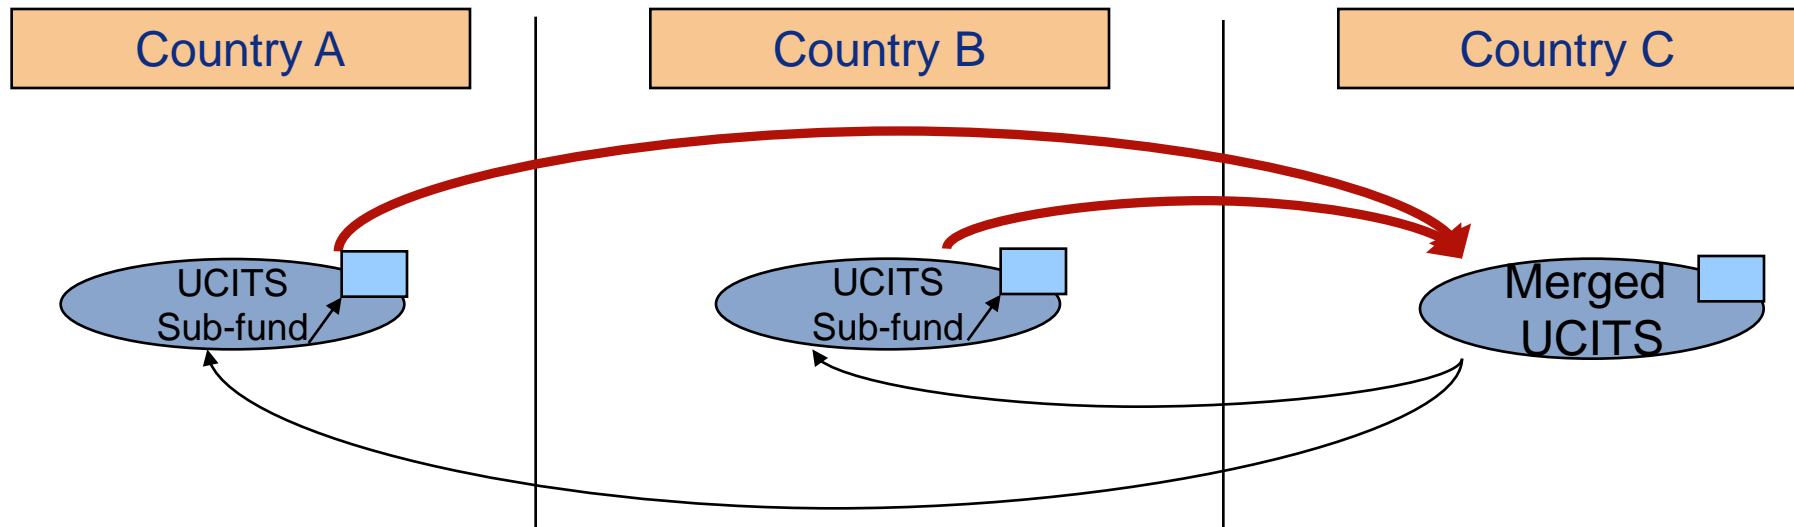 Country A
Country B
Country C
UCITS
Sub-fund
UCITS
Sub-fund
Merged
UCITS